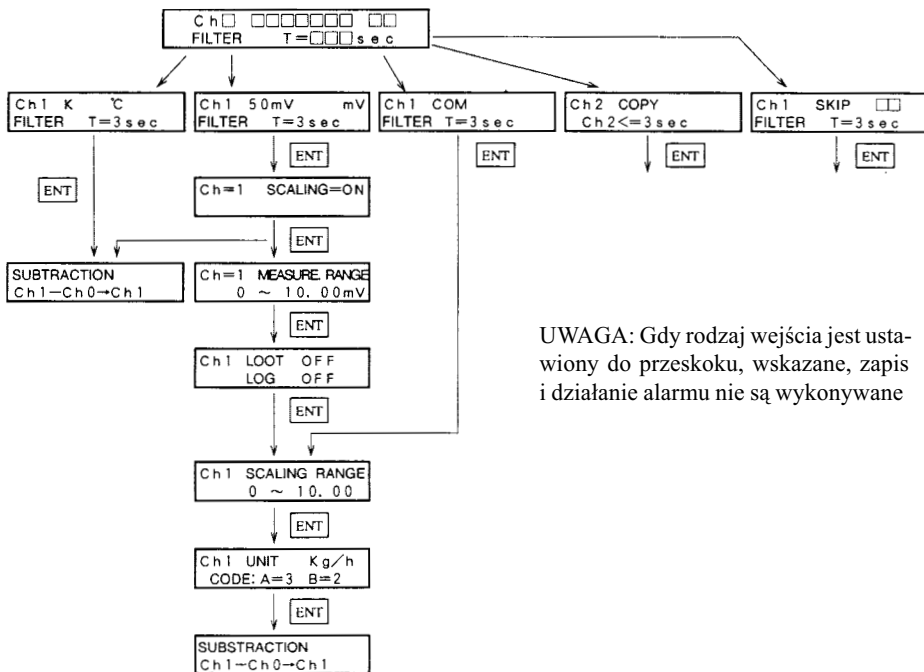 Ch□ □□□□□□□ □□
FILTER T=□□□sec
Ch1 K ℃
FILTER T=3sec
Ch1 50mV mV
FILTER T=3sec
Ch1 COM
FILTER T=3sec
Ch2 COPY
Ch2<=3sec
Ch1 SKIP □□
FILTER T=3sec
ENT
ENT
ENT
ENT
ENT
Ch=1 SCALING=ON
ENT
SUBTRACTION
Ch1−Ch0→Ch1
Ch=1 MEASURE. RANGE
0 ~ 10.00mV
ENT
Ch1 LOOT OFF
LOG OFF
ENT
UWAGA: Gdy rodzaj wejścia jest usta-
wiony do przeskoku, wskazane, zapis
i działanie alarmu nie są wykonywane
Ch1 SCALING RANGE
0 ~ 10.00
ENT
Ch1 UNIT Kg/h
CODE: A=3 B=2
ENT
SUBSTRACTION
Ch1−Ch0→Ch1